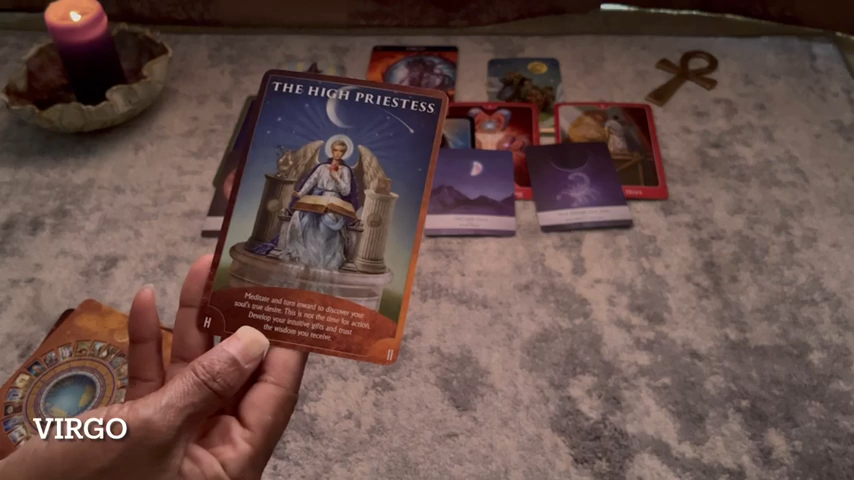 THE HIGH PRIESTESS
Meditate and turn inward to discover your
soul's true desire. This is not the time for action.
Develop your intuitive gifts and trust
the wisdom you receive.
H
II
VIRGO